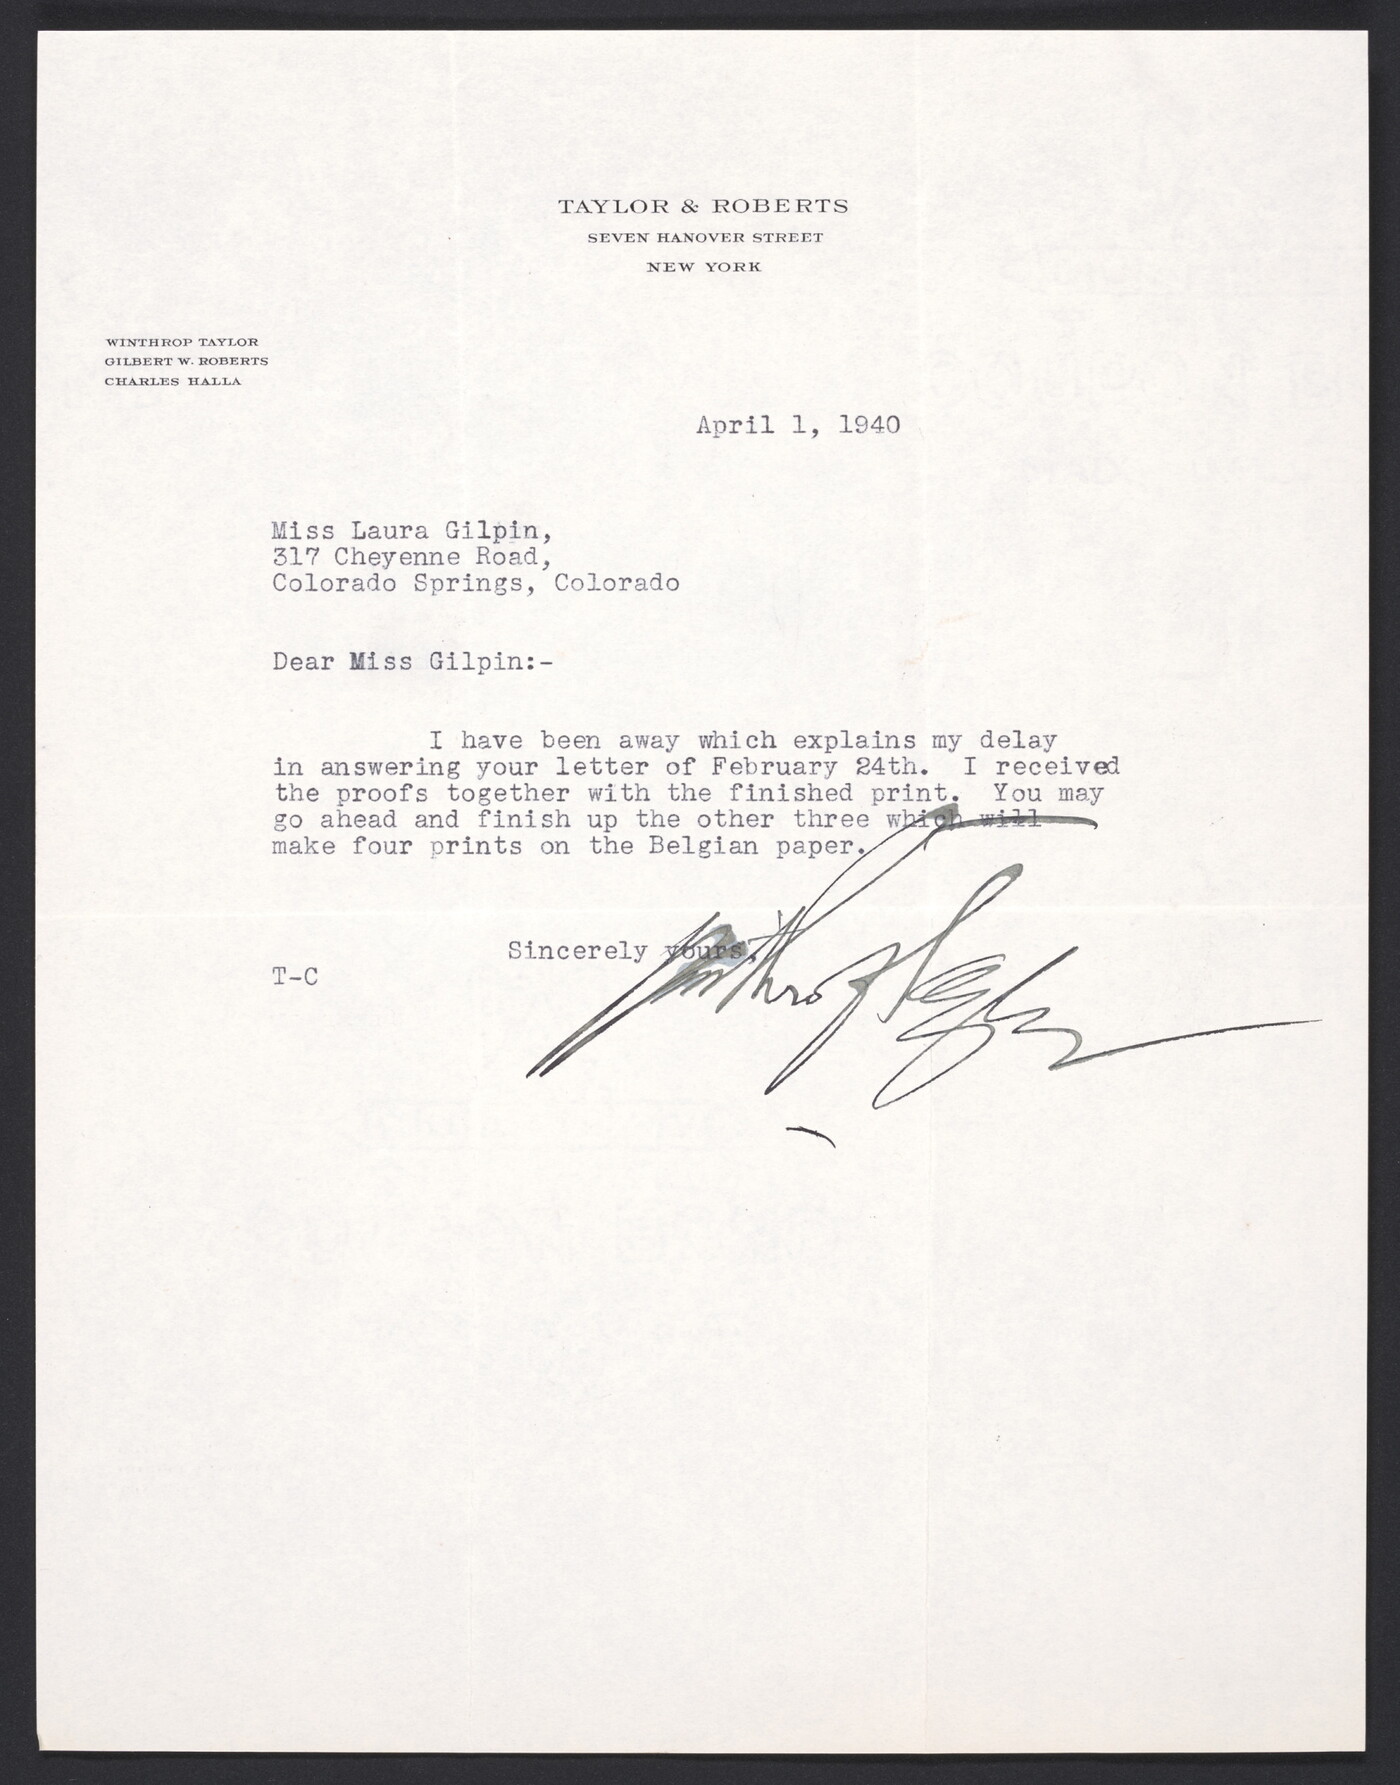 TAYLOR & ROBERTS
SEVEN HANOVER STREET
NEW YORK
WINTHROP TAYLOR
GILBERT W. ROBERTS
CHARLES HALLA
April 1, 1940
Miss Laura Gilpin,
317 Cheyenne Road,
Colorado Springs, Colorado
Dear Miss Gilpin:-
I have been away which explains my delay
in answering your letter of February 24th. I received
the proofs together with the finished print. You may
go ahead and finish up the other three which will
make four prints on the Belgian paper.
Sincerely yours,
Winthrop Taylor
T-C